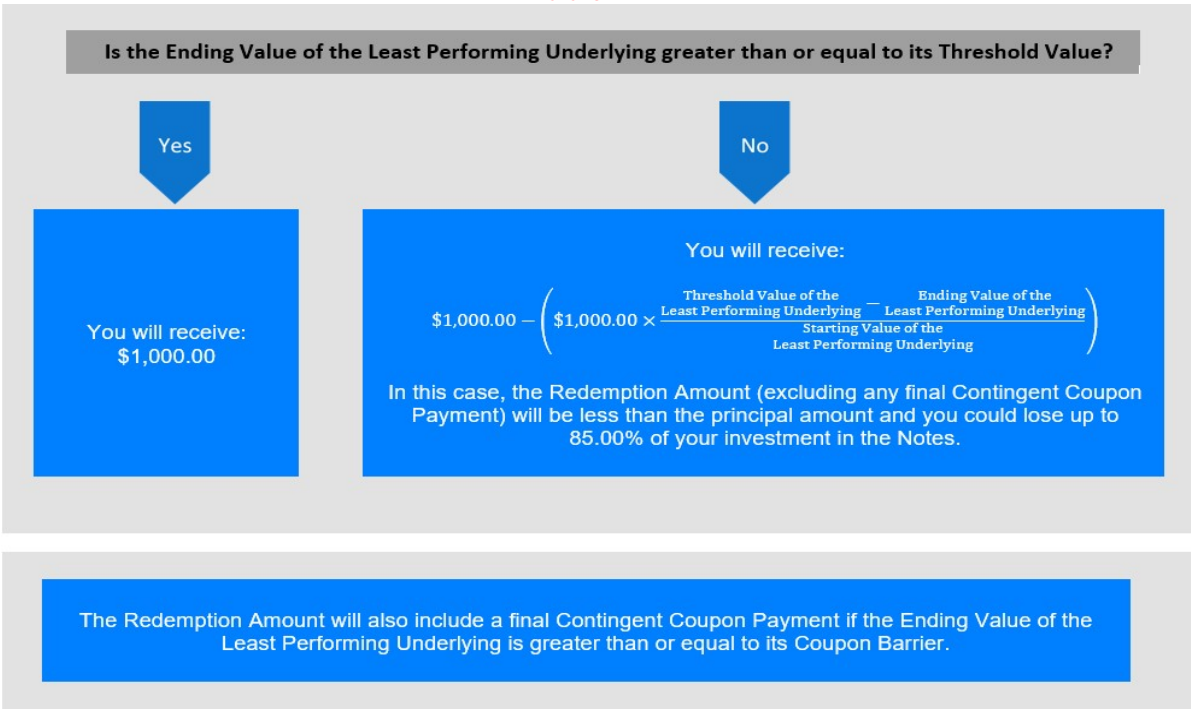 Is the Ending Value of the Least Performing Underlying greater than or equal to its Threshold Value?
Yes
No
You will receive:
$1,000.00
You will receive:
$1,000.00 − ($1,000.00 × (Threshold Value of the Least Performing Underlying − Ending Value of the Least Performing Underlying) / Starting Value of the Least Performing Underlying)
In this case, the Redemption Amount (excluding any final Contingent Coupon
Payment) will be less than the principal amount and you could lose up to
85.00% of your investment in the Notes.
The Redemption Amount will also include a final Contingent Coupon Payment if the Ending Value of the
Least Performing Underlying is greater than or equal to its Coupon Barrier.